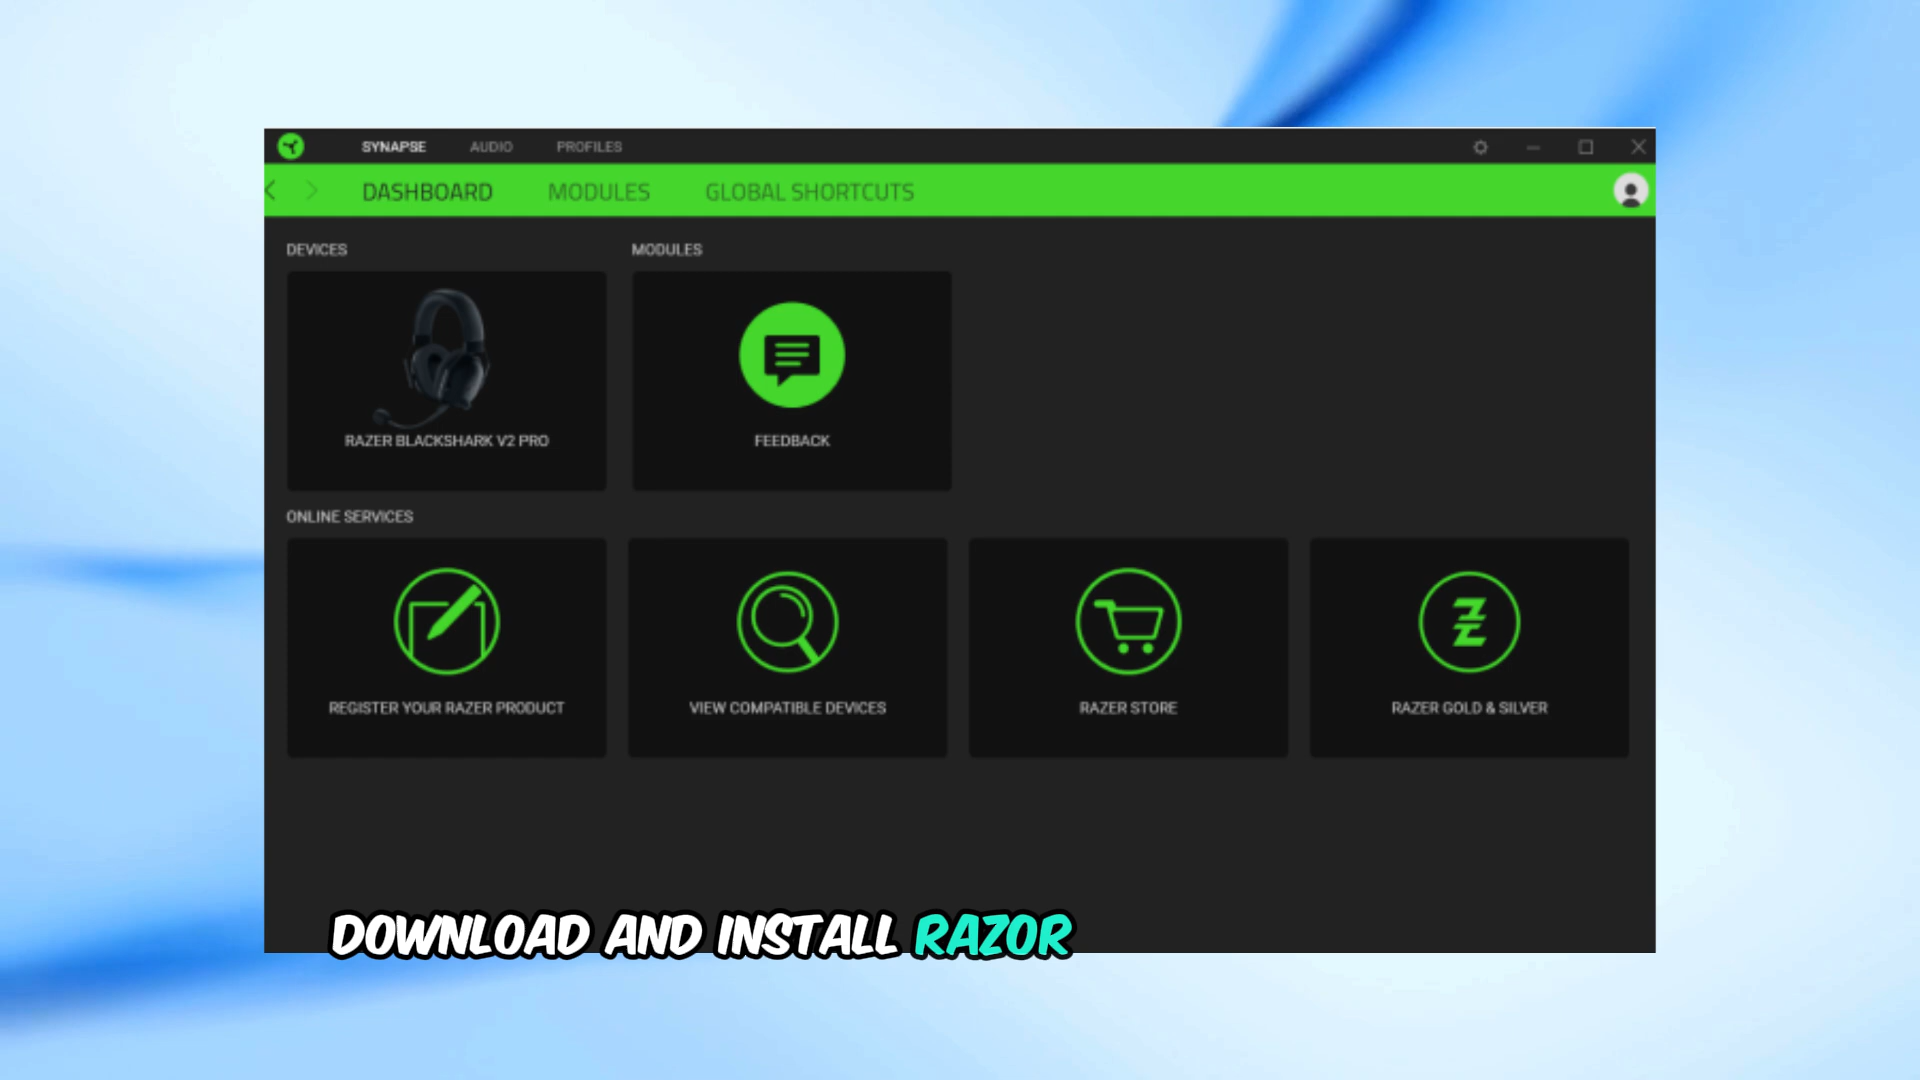 SYNAPSE AUDIO PROFILES
DASHBOARD MODULES GLOBAL SHORTCUTS
DEVICES MODULES
RAZER BLACKSHARK V2 PRO FEEDBACK
ONLINE SERVICES
REGISTER YOUR RAZER PRODUCT VIEW COMPATIBLE DEVICES RAZER STORE RAZER GOLD & SILVER
DOWNLOAD AND INSTALL RAZOR